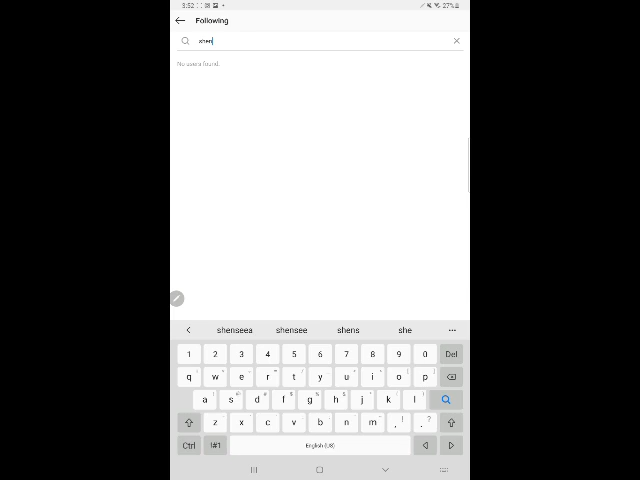 3:52
27%
Following
shen
No users found.
shenseea shensee shens she
1 2 3 4 5 6 7 8 9 0 Del
q w e r t y u i o p
a s d f g h j k l
z x c v b n m , .
Ctrl !#1 English (US)